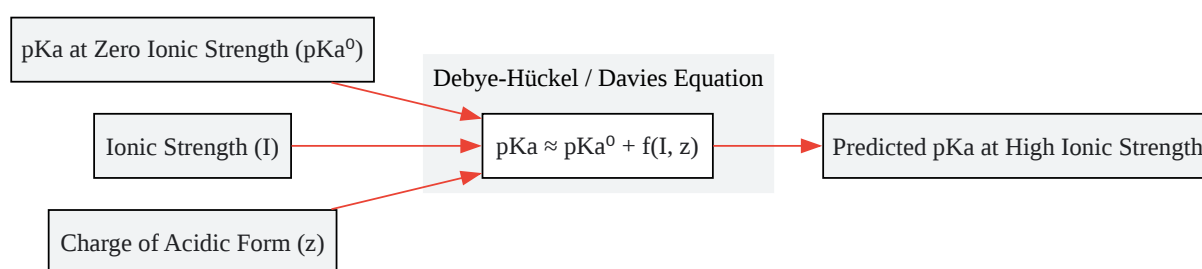 pKa at Zero Ionic Strength (pKa⁰)
Debye-Hückel / Davies Equation
Ionic Strength (I)
pKa ≈ pKa⁰ + f(I, z)
Predicted pKa at High Ionic Strength
Charge of Acidic Form (z)